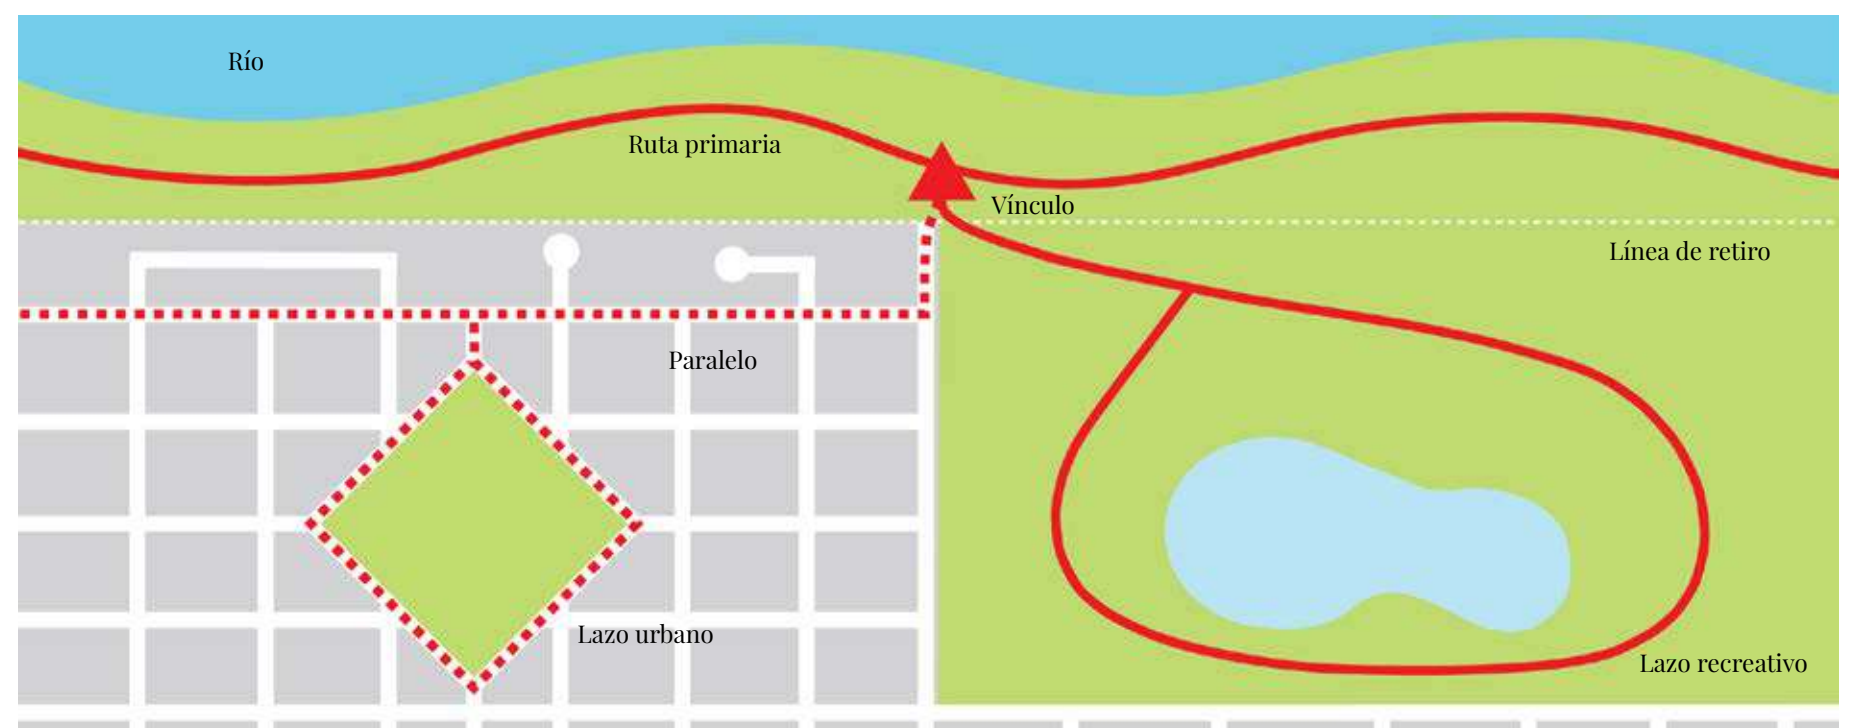 Río
Ruta primaria
Vínculo
Línea de retiro
Paralelo
Lazo urbano
Lazo recreativo